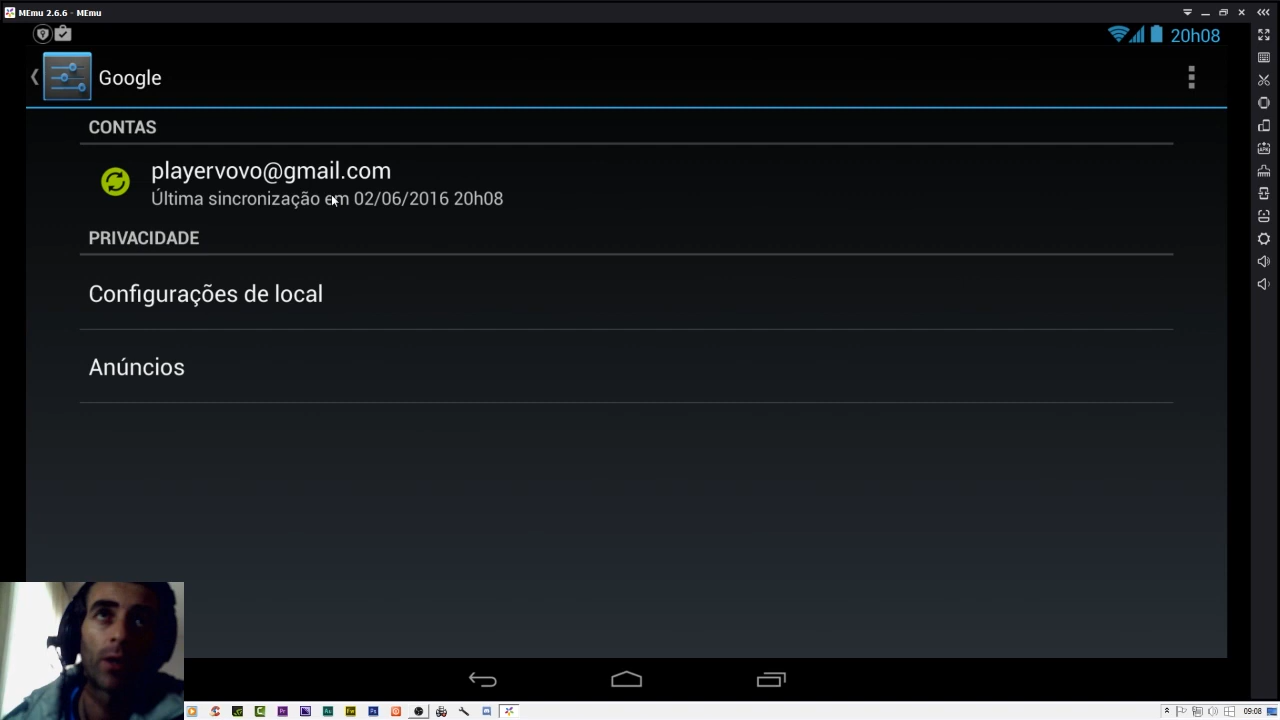 MEmu 2.6.6 - MEmu
20h08
Google
CONTAS
playervovo@gmail.com
Última sincronização em 02/06/2016 20h08
PRIVACIDADE
Configurações de local
Anúncios
09:08